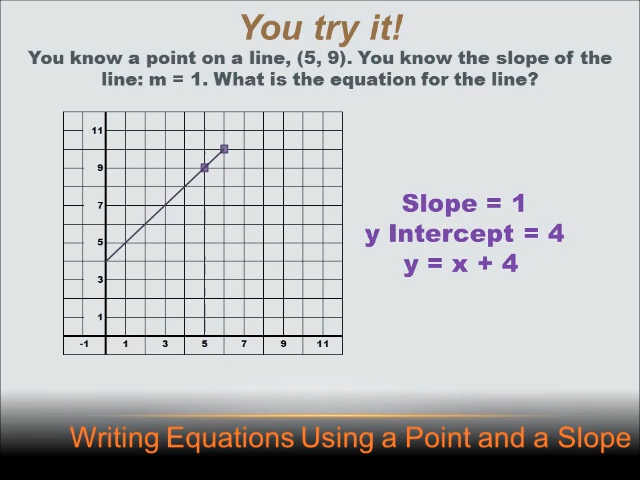 You try it!
You know a point on a line, (5, 9). You know the slope of the
line: m = 1. What is the equation for the line?
11
9
7
5
3
1
-1 1 3 5 7 9 11
Slope = 1
y Intercept = 4
y = x + 4
Writing Equations Using a Point and a Slope